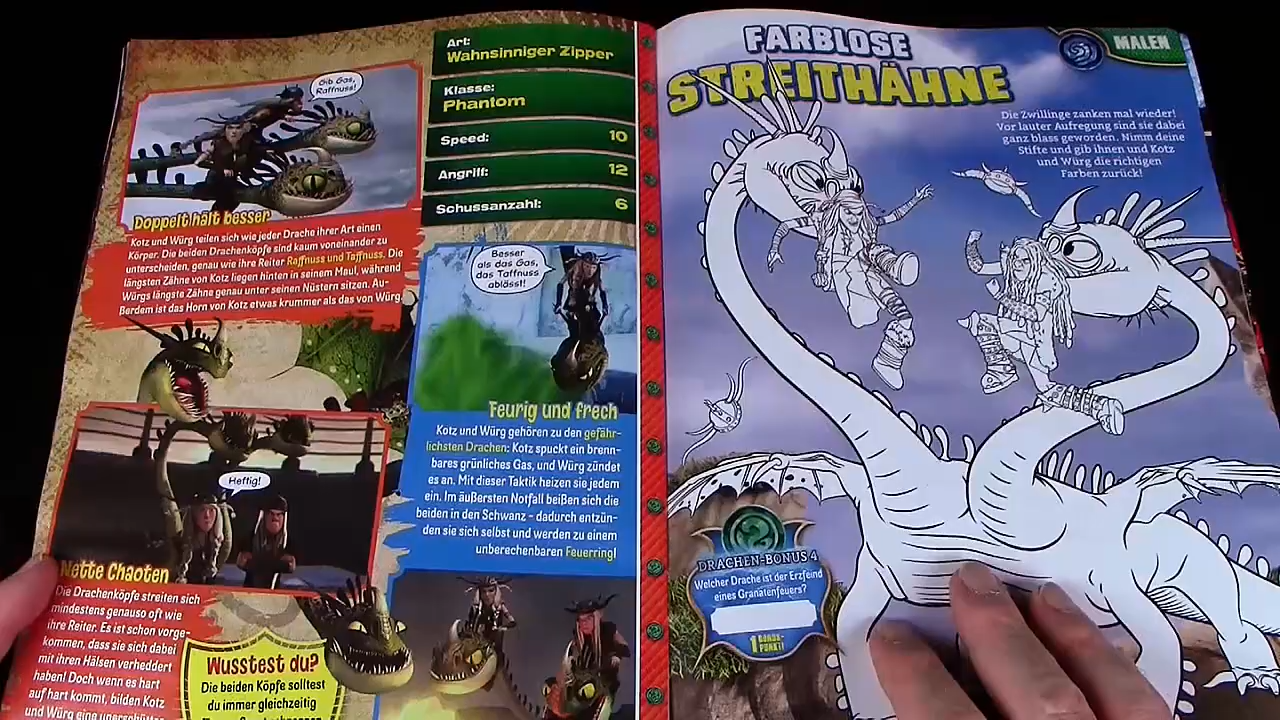 Gib Gas,
Raffnuss!
Doppelt hält besser
Kotz und Würg teilen sich wie jeder Drache ihrer Art einen
Körper. Die beiden Drachenköpfe sind kaum voneinander zu
unterscheiden, genau wie ihre Reiter Raffnuss und Taffnuss. Die
längsten Zähne von Kotz liegen hinten in seinem Maul, während
Würgs längste Zähne genau unter seinen Nüstern sitzen. Au-
ßerdem ist das Horn von Kotz etwas krummer als das von Würg.
Heftig!
Nette Chaoten
Die Drachenköpfe streiten sich
mindestens genauso oft wie
ihre Reiter. Es ist schon vorge-
kommen, dass sie sich dabei
mit ihren Hälsen verheddert
haben! Doch wenn es hart
auf hart kommt, bilden Kotz
und Würg eine
Wusstest du?
Die beiden Köpfe solltest
du immer gleichzeitig
Art:
Wahnsinniger Zipper
Klasse:
Phantom
Speed: 10
Angriff: 12
Schussanzahl: 6
Besser
als das Gas,
das Taffnuss
ablässt!
Feurig und frech
Kotz und Würg gehören zu den gefähr-
lichsten Drachen: Kotz spuckt ein brenn-
bares grünliches Gas, und Würg zündet
es an. Mit dieser Taktik heizen sie jedem
ein. Im äußersten Notfall beißen sich die
beiden in den Schwanz – dadurch entzün-
den sie sich selbst und werden zu einem
unberechenbaren Feuerring!
MALEN
FARBLOSE
STREITHÄHNE
Die Zwillinge zanken mal wieder!
Vor lauter Aufregung sind sie dabei
ganz blass geworden. Nimm deine
Stifte und gib ihnen und Kotz
und Würg die richtigen
Farben zurück!
DRACHEN-BONUS 4
Welcher Drache ist der Erzfeind
eines Granatenfeuers?
1 BONUS-
PUNKT!